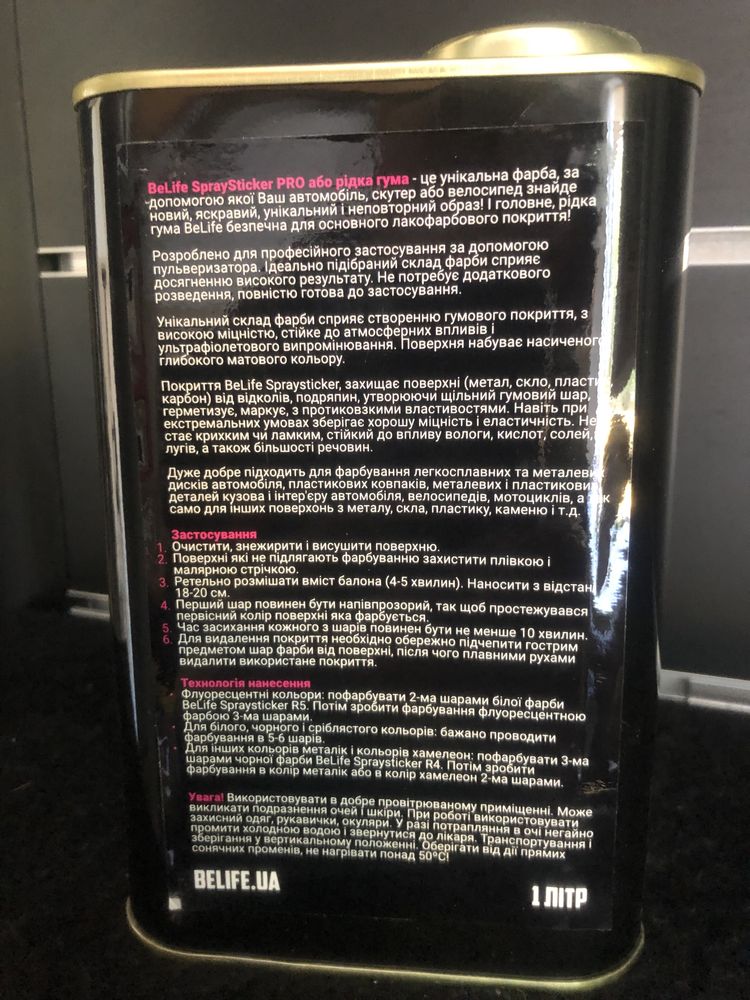 BeLife SpraySticker PRO або рідка гума - це унікальна фарба, за
допомогою якої Ваш автомобіль, скутер або велосипед знайде
новий, яскравий, унікальний і неповторний образ! І головне, рідка
гума BeLife безпечна для основного лакофарбового покриття!
Розроблено для професійного застосування за допомогою
пульверизатора. Ідеально підібраний склад фарби сприяє
досягненню високого результату. Не потребує додаткового
розведення, повністю готова до застосування.
Унікальний склад фарби сприяє створенню гумового покриття, з
високою міцністю, стійке до атмосферних впливів і
ультрафіолетового випромінювання. Поверхня набуває насиченого
глибокого матового кольору.
Покриття BeLife Spraysticker, захищає поверхні (метал, скло,
карбон) від відколів, подряпин, утворюючи щільний гумовий шар,
герметизує, маркує, з протиковзкими властивостями. Навіть при
екстремальних умовах зберігає хорошу міцність і еластичність. Не
стає крихким чи ламким, стійкий до впливу вологи, кислот, солей,
лугів, а також більшості речовин.
Дуже добре підходить для фарбування легкосплавних та металевих
дисків автомобіля, пластикових ковпаків, металевих і пластикових
деталей кузова і інтер'єру автомобіля, велосипедів, мотоциклів, а так
само для інших поверхонь з металу, скла, пластику, каменю і т.д.
Застосування
1. Очистити, знежирити і висушити поверхню.
2. Поверхні які не підлягають фарбуванню захистити плівкою і
малярною стрічкою.
3. Ретельно розмішати вміст балона (4-5 хвилин). Наносити з відстан
18-20 см.
4. Перший шар повинен бути напівпрозорий, так щоб простежувався
первісний колір поверхні яка фарбується.
5. Час засихання кожного з шарів повинен бути не менше 10 хвилин.
6. Для видалення покриття необхідно обережно підчепити гострим
предметом шар фарби від поверхні, після чого плавними рухами
видалити використане покриття.
Технологія нанесення
Флуоресцентні кольори: пофарбувати 2-ма шарами білої фарби
BeLife Spraysticker R5. Потім зробити фарбування флуоресцентною
фарбою 3-ма шарами.
Для білого, чорного і сріблястого кольорів: бажано проводити
фарбування в 5-6 шарів.
Для інших кольорів металік і кольорів хамелеон: пофарбувати 3-ма
шарами чорної фарби BeLife Spraysticker R4. Потім зробити
фарбування в колір металік або в колір хамелеон 2-ма шарами.
Увага! Використовувати в добре провітрюваному приміщенні. Може
викликати подразнення очей і шкіри. При роботі використовувати
захисний одяг, рукавички, окуляри. У разі потрапляння в очі негайно
промити холодною водою і звернутися до лікаря. Транспортування і
зберігання у вертикальному положенні. Оберігати від дії прямих
сонячних променів, не нагрівати понад 50°C!
BELIFE.UA
1 ЛІТР